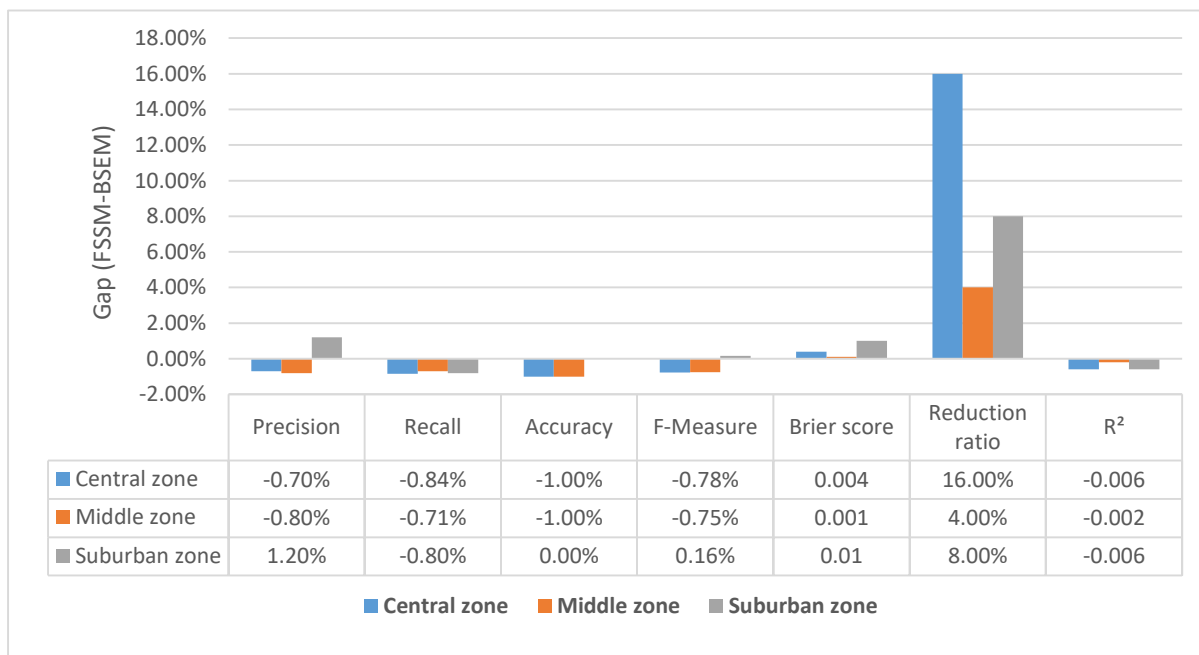 18.00%
16.00%
14.00%
12.00%
10.00%
8.00%
6.00%
4.00%
2.00%
0.00%
-2.00%
Gap (FSSM-BSEM)
Precision Recall Accuracy F-Measure Brier score Reduction ratio R²
Central zone -0.70% -0.84% -1.00% -0.78% 0.004 16.00% -0.006
Middle zone -0.80% -0.71% -1.00% -0.75% 0.001 4.00% -0.002
Suburban zone 1.20% -0.80% 0.00% 0.16% 0.01 8.00% -0.006
Central zone Middle zone Suburban zone